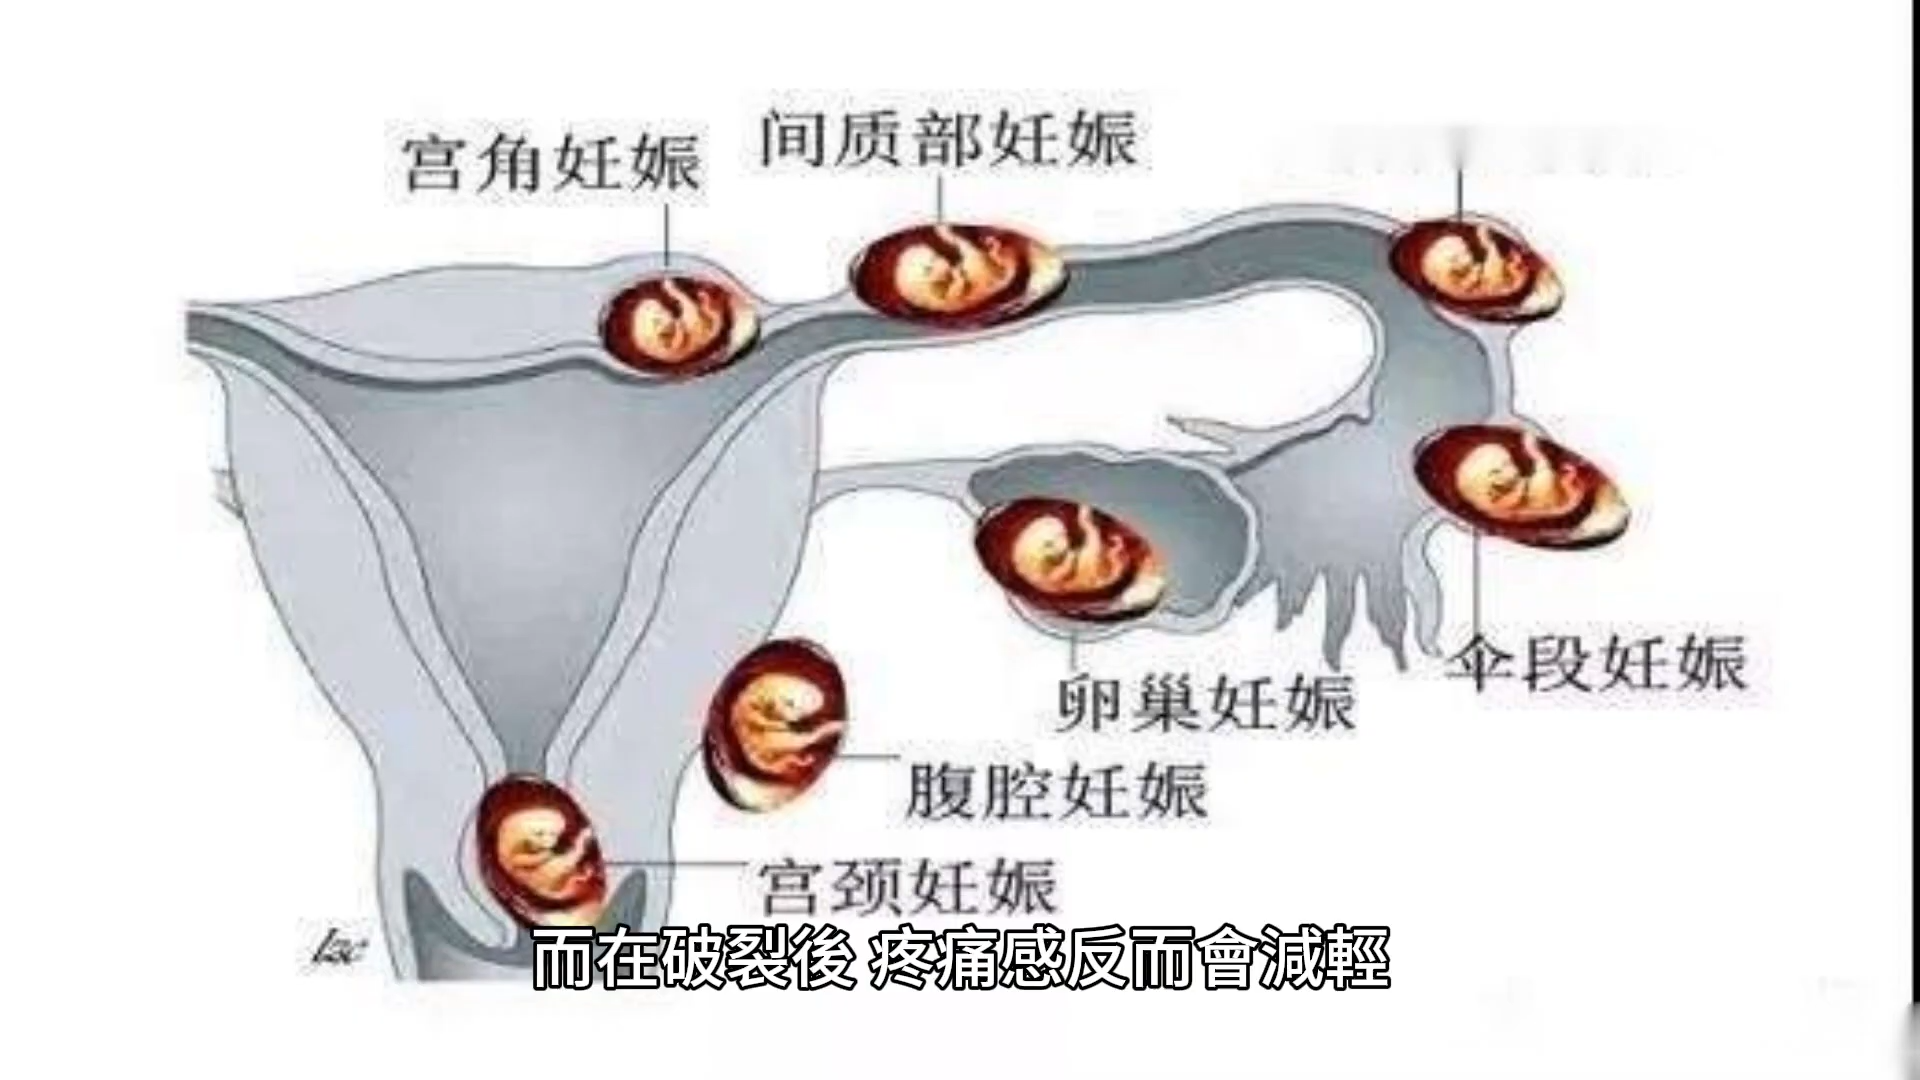 宫角妊娠
间质部妊娠
伞段妊娠
卵巢妊娠
腹腔妊娠
宫颈妊娠
而在破裂後 疼痛感反而會減輕